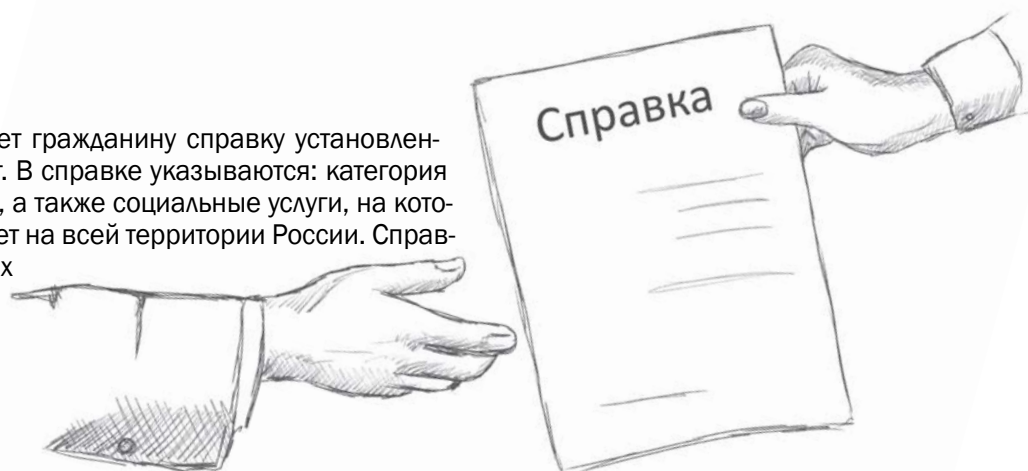 ет гражданину справку установлен-
т. В справке указываются: категория
, а также социальные услуги, на кото-
ет на всей территории России. Справ-
х
Справка